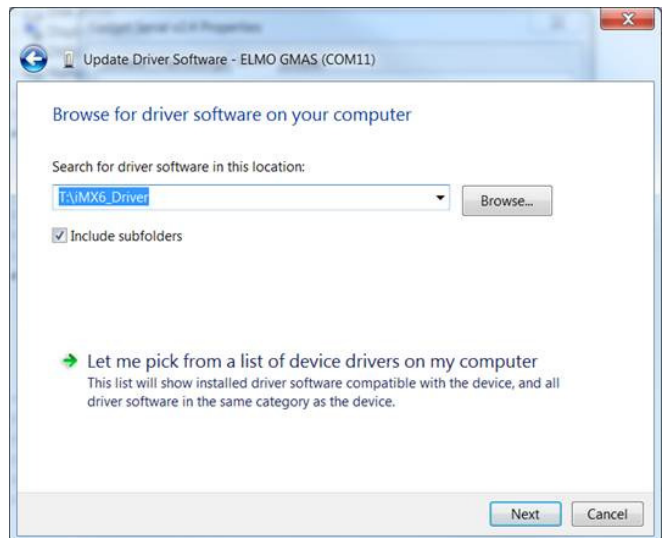 Update Driver Software - ELMO GMAS (COM11)
Browse for driver software on your computer
Search for driver software in this location:
T:\iMX6_Driver
Browse...
Include subfolders
Let me pick from a list of device drivers on my computer
This list will show installed driver software compatible with the device, and all
driver software in the same category as the device.
Next
Cancel